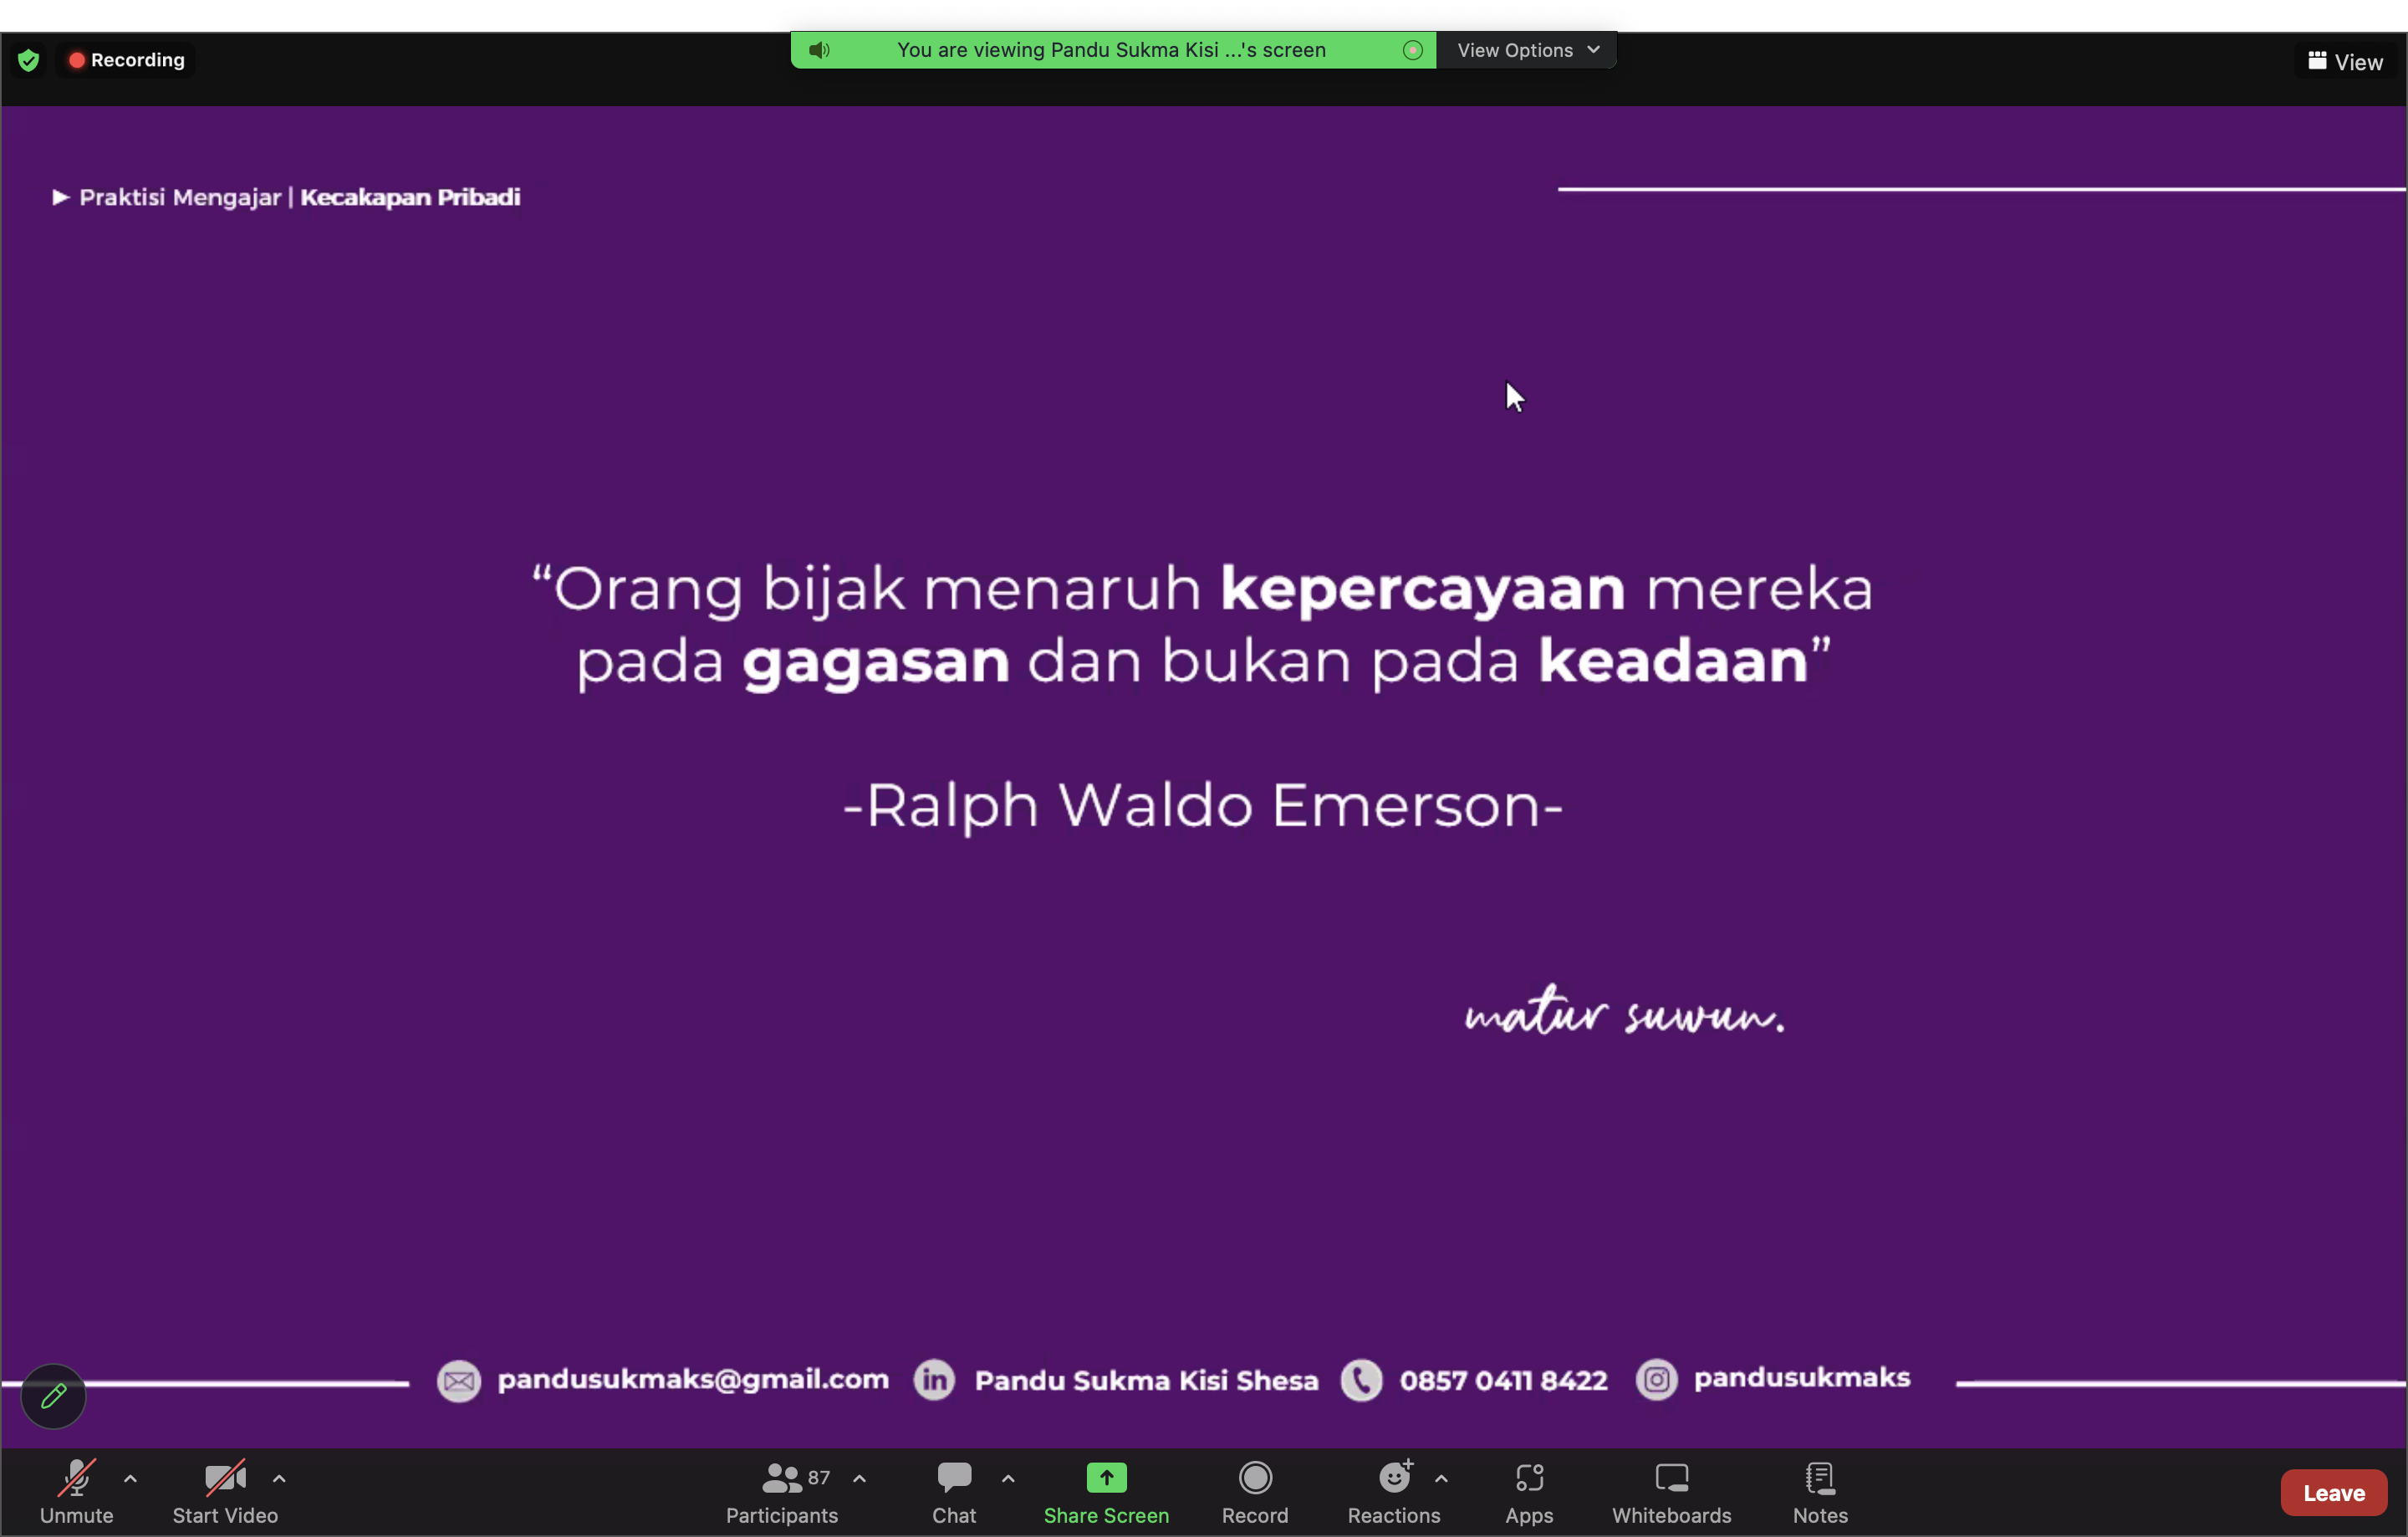 You are viewing Pandu Sukma Kisi ...'s screen
View Options
Recording
View
Praktisi Mengajar | Kecakapan Pribadi
“Orang bijak menaruh kepercayaan mereka
pada gagasan dan bukan pada keadaan”
-Ralph Waldo Emerson-
matur suwun.
pandusukmaks@gmail.com in Pandu Sukma Kisi Shesa 0857 0411 8422 pandusukmaks
87
Unmute Start Video Participants Chat Share Screen Record Reactions Apps Whiteboards Notes Leave